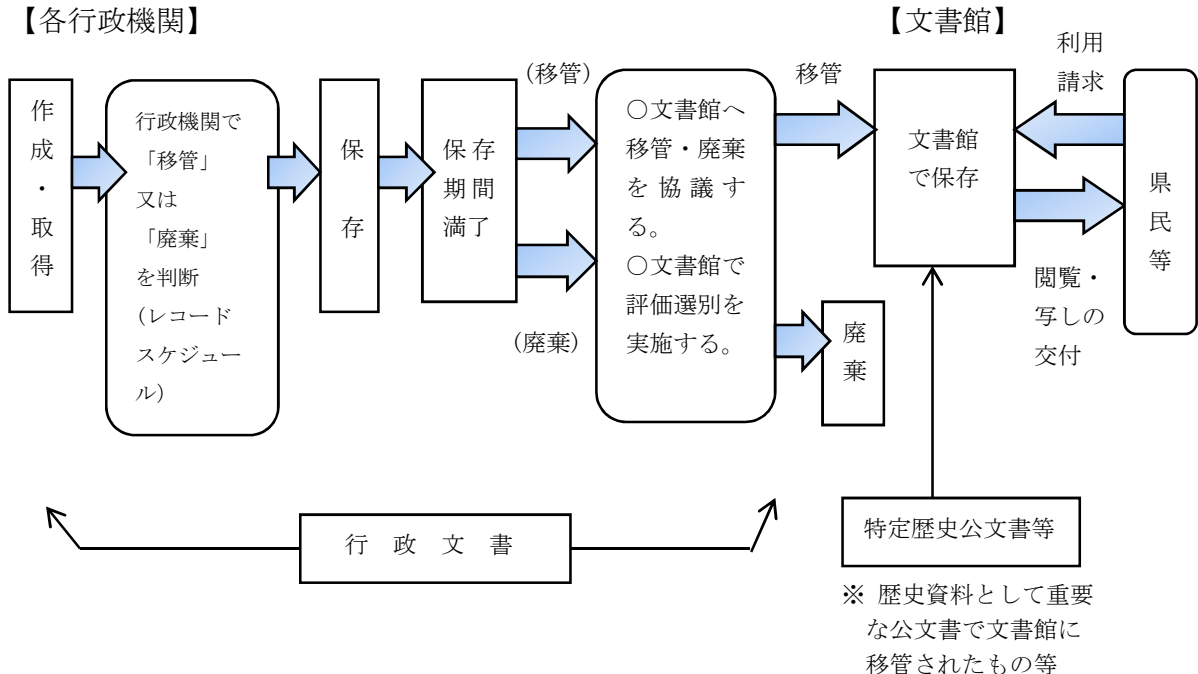 【各行政機関】
【文書館】
作
成
・
取
得
行政機関で
「移管」
又は
「廃棄」
を判断
(レコード
スケジュー
ル)
保
存
保存
期間
満了
(移管)
(廃棄)
○文書館へ
移管・廃棄
を協議す
る。
○文書館で
評価選別を
実施する。
移管
廃
棄
文書館
で保存
利用
請求
閲覧・
写しの
交付
県
民
等
行政文書
特定歴史公文書等
※ 歴史資料として重要
な公文書で文書館に
移管されたもの等